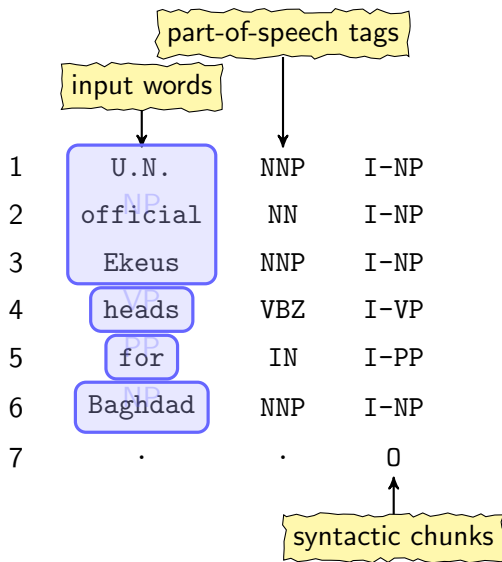 part-of-speech tags
input words
1 U.N. NNP I-NP
NP
2 official NN I-NP
3 Ekeus NNP I-NP
VP
4 heads VBZ I-VP
PP
5 for IN I-PP
NP
6 Baghdad NNP I-NP
7 . . O
syntactic chunks